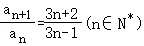 a_{n+1}/a_n = 3n+2/3n-1 (n∈N*)